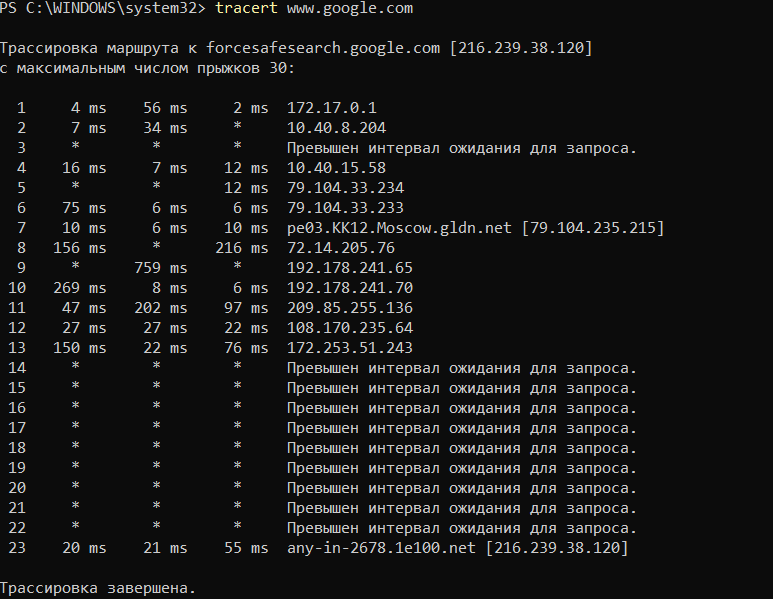 PS C:\WINDOWS\system32> tracert www.google.com
Трассировка маршрута к forcesafesearch.google.com [216.239.38.120]
с максимальным числом прыжков 30:
1 4 ms 56 ms 2 ms 172.17.0.1
2 7 ms 34 ms * 10.40.8.204
3 * * * Превышен интервал ожидания для запроса.
4 16 ms 7 ms 12 ms 10.40.15.58
5 * * 12 ms 79.104.33.234
6 75 ms 6 ms 6 ms 79.104.33.233
7 10 ms 6 ms 10 ms pe03.KK12.Moscow.gldn.net [79.104.235.215]
8 156 ms * 216 ms 72.14.205.76
9 * 759 ms * 192.178.241.65
10 269 ms 8 ms 6 ms 192.178.241.70
11 47 ms 202 ms 97 ms 209.85.255.136
12 27 ms 27 ms 22 ms 108.170.235.64
13 150 ms 22 ms 76 ms 172.253.51.243
14 * * * Превышен интервал ожидания для запроса.
15 * * * Превышен интервал ожидания для запроса.
16 * * * Превышен интервал ожидания для запроса.
17 * * * Превышен интервал ожидания для запроса.
18 * * * Превышен интервал ожидания для запроса.
19 * * * Превышен интервал ожидания для запроса.
20 * * * Превышен интервал ожидания для запроса.
21 * * * Превышен интервал ожидания для запроса.
22 * * * Превышен интервал ожидания для запроса.
23 20 ms 21 ms 55 ms any-in-2678.1e100.net [216.239.38.120]
Трассировка завершена.